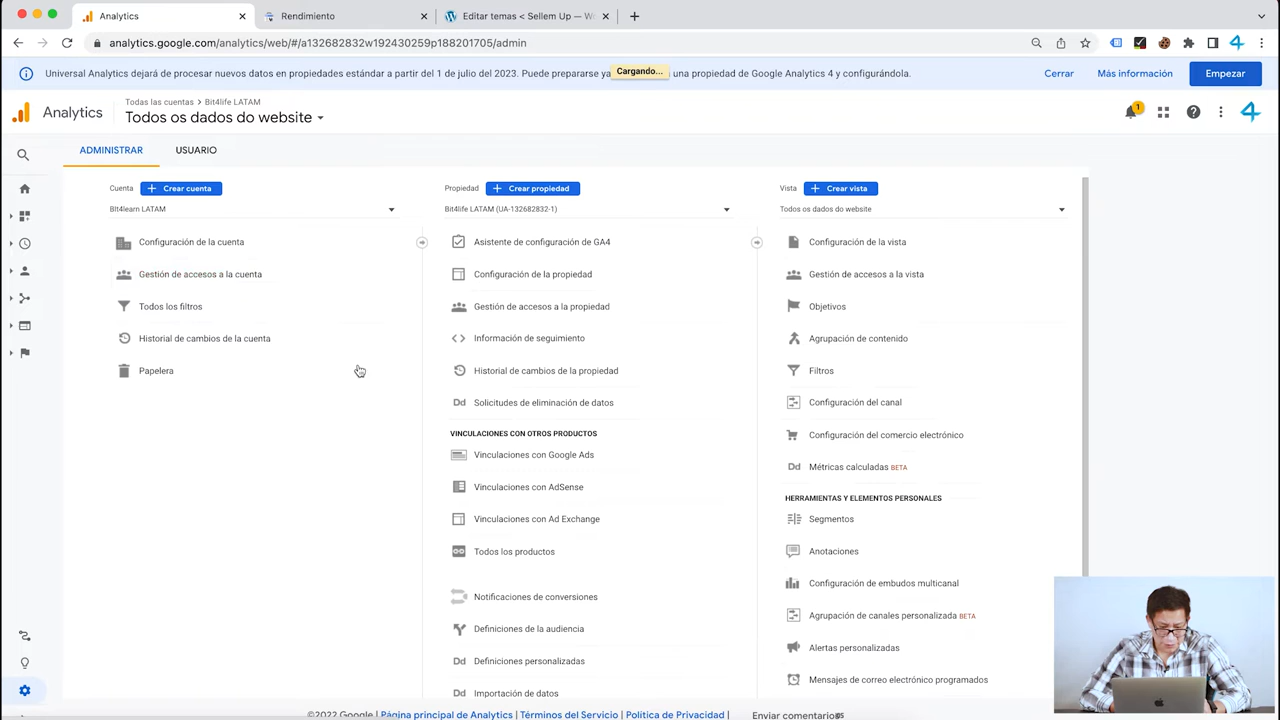 Analytics
Rendimiento
Editar temas < Sellem Up — W
analytics.google.com/analytics/web/#/a132682832w192430259p188201705/admin
Universal Analytics dejará de procesar nuevos datos en propiedades estándar a partir del 1 de julio del 2023. Puede prepararse ya
Cargando...
una propiedad de Google Analytics 4 y configurándola.
Cerrar
Más información
Empezar
Analytics
Todas las cuentas > Bit4life LATAM
Todos os dados do website
1
ADMINISTRAR
USUARIO
Cuenta
Crear cuenta
Propiedad
Crear propiedad
Vista
Crear vista
Bit4learn LATAM
Bit4life LATAM (UA-132682832-1)
Todos os dados do website
Configuración de la cuenta
Gestión de accesos a la cuenta
Todos los filtros
Historial de cambios de la cuenta
Papelera
Asistente de configuración de GA4
Configuración de la propiedad
Gestión de accesos a la propiedad
Información de seguimiento
Historial de cambios de la propiedad
Dd Solicitudes de eliminación de datos
VINCULACIONES CON OTROS PRODUCTOS
Vinculaciones con Google Ads
Vinculaciones con AdSense
Vinculaciones con Ad Exchange
Todos los productos
Notificaciones de conversiones
Definiciones de la audiencia
Dd Definiciones personalizadas
Dd Importación de datos
Configuración de la vista
Gestión de accesos a la vista
Objetivos
Agrupación de contenido
Filtros
Configuración del canal
Configuración del comercio electrónico
Dd Métricas calculadas BETA
HERRAMIENTAS Y ELEMENTOS PERSONALES
Segmentos
Anotaciones
Configuración de embudos multicanal
Agrupación de canales personalizada BETA
Alertas personalizadas
Mensajes de correo electrónico programados
©2022 Google | Página principal de Analytics | Términos del Servicio | Política de Privacidad | Enviar comentarios